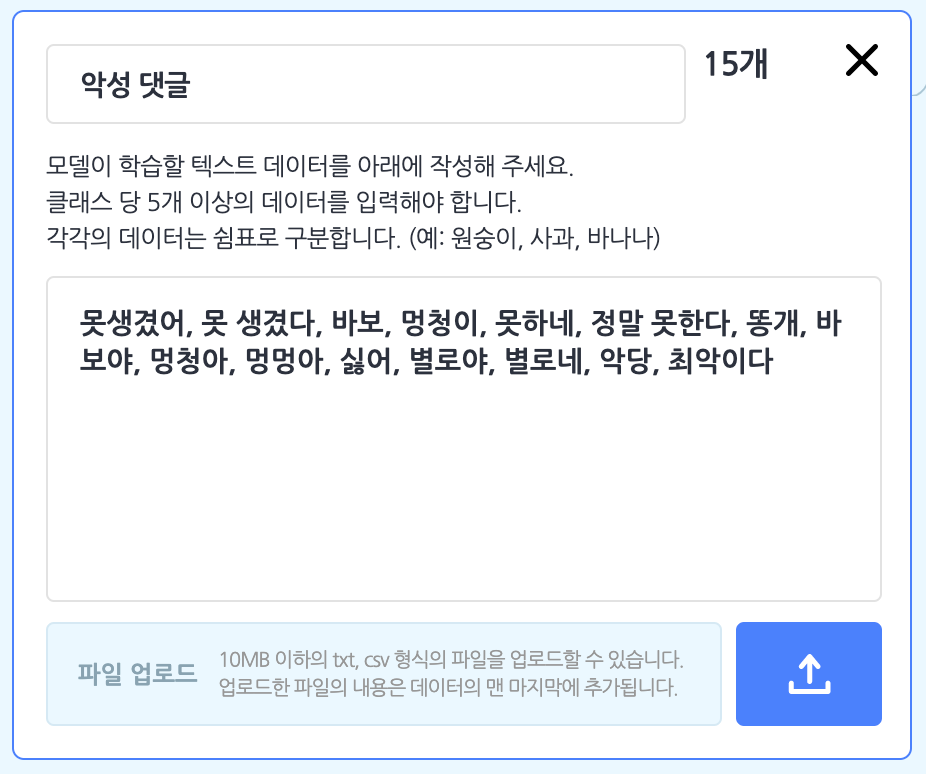 악성 댓글
15개
모델이 학습할 텍스트 데이터를 아래에 작성해 주세요.
클래스 당 5개 이상의 데이터를 입력해야 합니다.
각각의 데이터는 쉼표로 구분합니다. (예: 원숭이, 사과, 바나나)
못생겼어, 못 생겼다, 바보, 멍청이, 못하네, 정말 못한다, 똥개, 바
보야, 멍청아, 멍멍아, 싫어, 별로야, 별로네, 악당, 최악이다
파일 업로드
10MB 이하의 txt, csv 형식의 파일을 업로드할 수 있습니다.
업로드한 파일의 내용은 데이터의 맨 마지막에 추가됩니다.